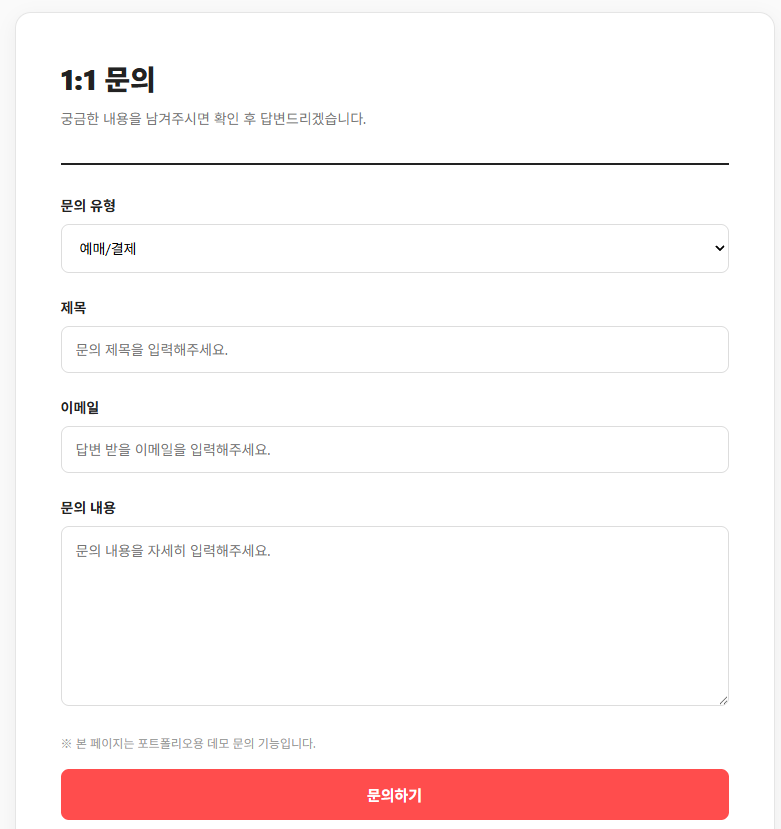 1:1 문의
궁금한 내용을 남겨주시면 확인 후 답변드리겠습니다.
문의 유형
예매/결제
제목
문의 제목을 입력해주세요.
이메일
답변 받을 이메일을 입력해주세요.
문의 내용
문의 내용을 자세히 입력해주세요.
※ 본 페이지는 포트폴리오용 데모 문의 기능입니다.
문의하기